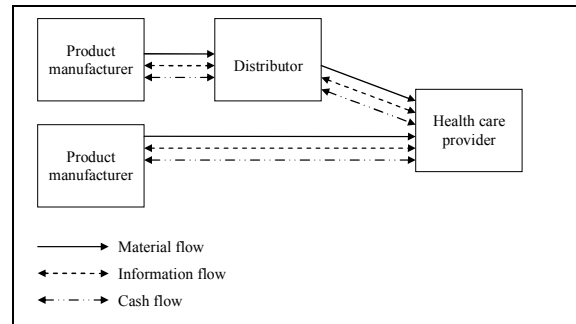 Product
manufacturer
Distributor
Health care
provider
Product
manufacturer
Material flow
Information flow
Cash flow